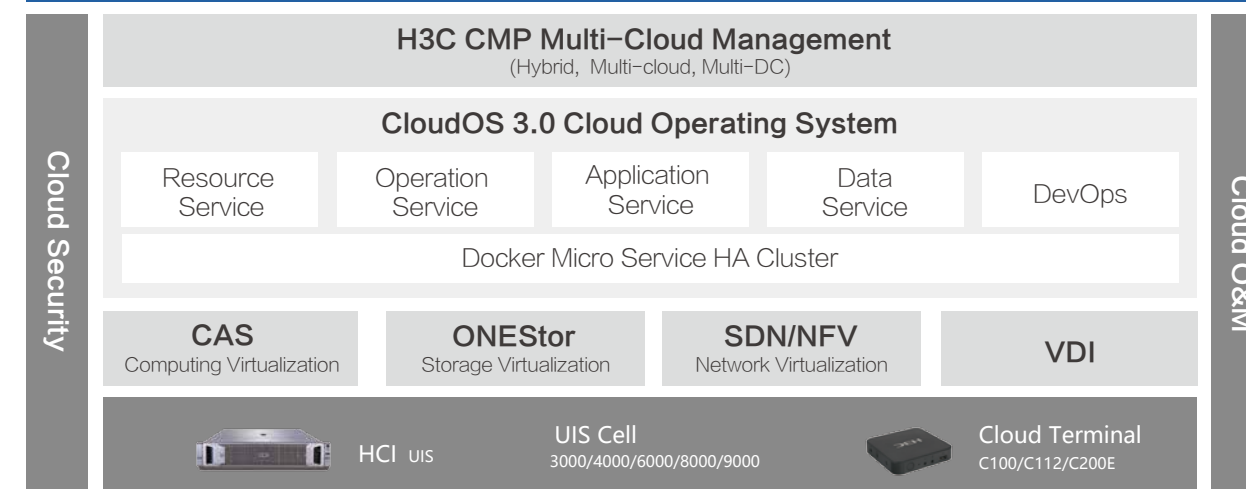 H3C CMP Multi-Cloud Management
(Hybrid, Multi-cloud, Multi-DC)
Cloud Security
CloudOS 3.0 Cloud Operating System
Resource
Service
Operation
Service
Application
Service
Data
Service
DevOps
Docker Micro Service HA Cluster
Cloud O&M
CAS
Computing Virtualization
ONEStor
Storage Virtualization
SDN/NFV
Network Virtualization
VDI
HCI UIS
UIS Cell
3000/4000/6000/8000/9000
H3C
Cloud Terminal
C100/C112/C200E